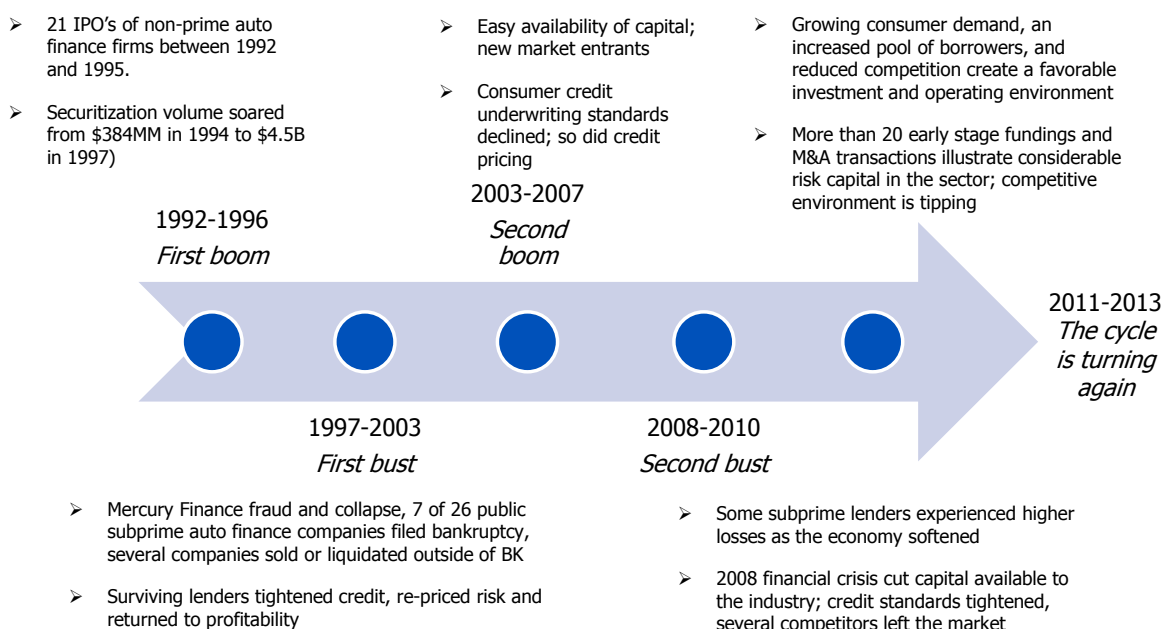 ➢ 21 IPO's of non-prime auto
finance firms between 1992
and 1995.
➢ Securitization volume soared
from $384MM in 1994 to $4.5B
in 1997)
1992-1996
First boom
➢ Easy availability of capital;
new market entrants
➢ Consumer credit
underwriting standards
declined; so did credit
pricing
2003-2007
Second
boom
➢ Growing consumer demand, an
increased pool of borrowers, and
reduced competition create a favorable
investment and operating environment
➢ More than 20 early stage fundings and
M&A transactions illustrate considerable
risk capital in the sector; competitive
environment is tipping
2011-2013
The cycle
is turning
again
1997-2003
First bust
➢ Mercury Finance fraud and collapse, 7 of 26 public
subprime auto finance companies filed bankruptcy,
several companies sold or liquidated outside of BK
➢ Surviving lenders tightened credit, re-priced risk and
returned to profitability
2008-2010
Second bust
➢ Some subprime lenders experienced higher
losses as the economy softened
➢ 2008 financial crisis cut capital available to
the industry; credit standards tightened,
several competitors left the market